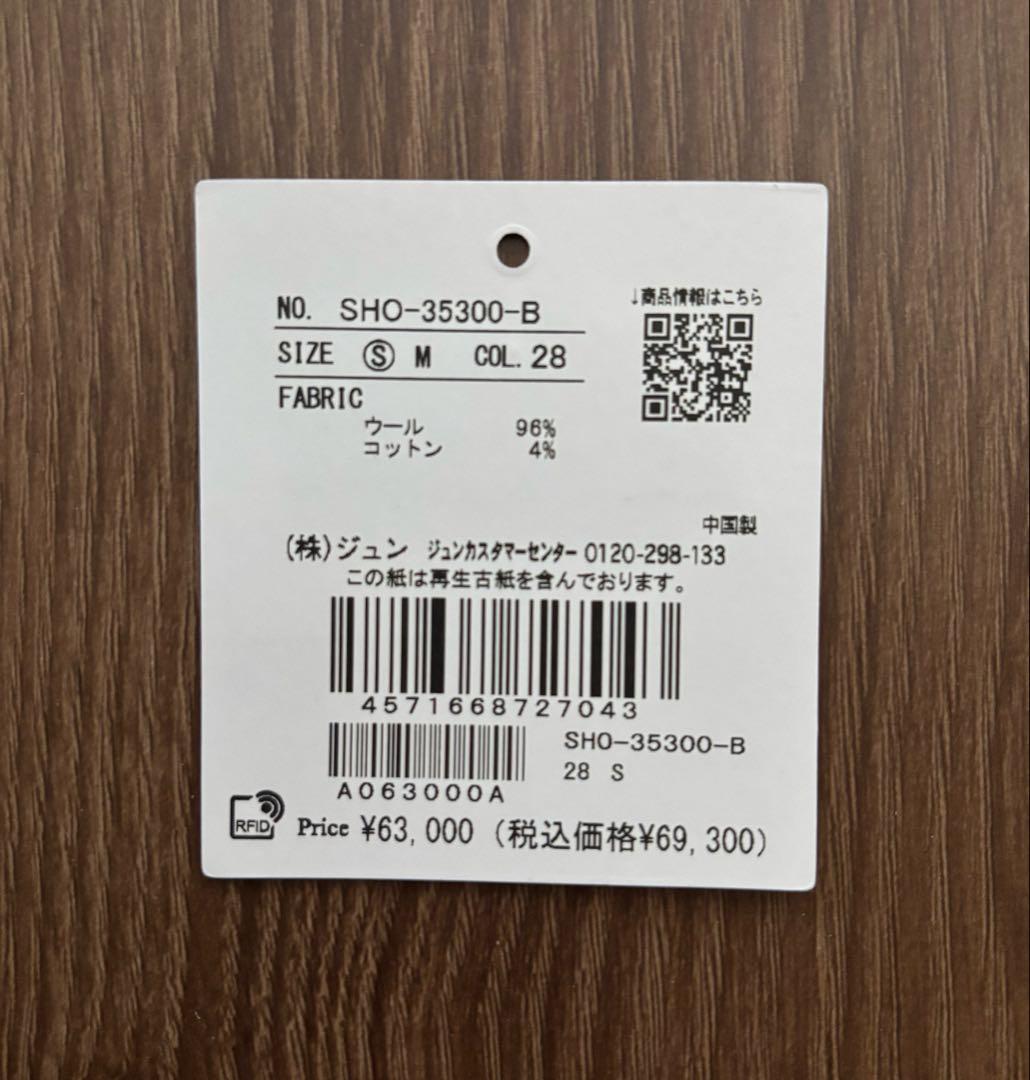 NO. SHO-35300-B
↓商品情報はこちら
SIZE Ⓢ M COL. 28
FABRIC
ウール 96%
コットン 4%
中国製
(株)ジュン ジュンカスタマーセンター 0120-298-133
この紙は再生古紙を含んでおります。
4571668727043
SHO-35300-B
28 S
A063000A
RFID
Price ¥63,000 (税込価格¥69,300)